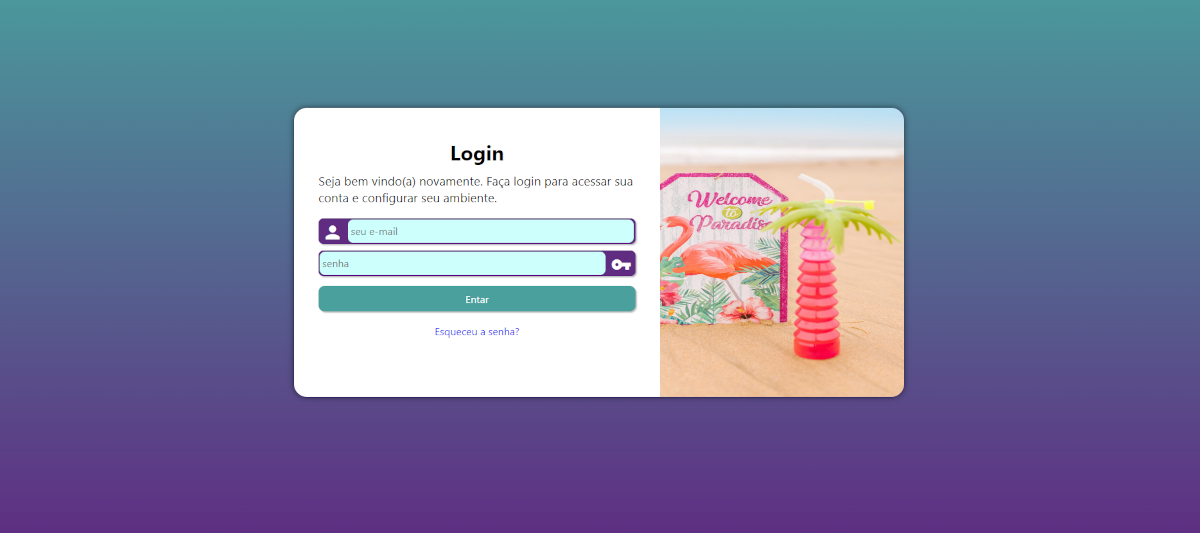 Login
Seja bem vindo(a) novamente. Faça login para acessar sua
conta e configurar seu ambiente.
seu e-mail
senha
Entar
Esqueceu a senha?
Welcome
to
Paradis